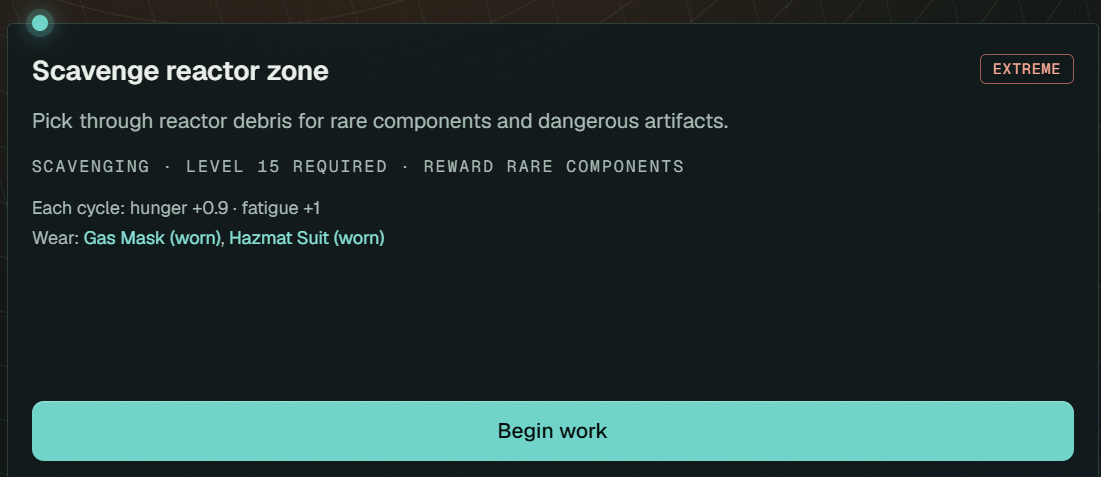 Scavenge reactor zone
EXTREME
Pick through reactor debris for rare components and dangerous artifacts.
SCAVENGING · LEVEL 15 REQUIRED · REWARD RARE COMPONENTS
Each cycle: hunger +0.9 · fatigue +1
Wear: Gas Mask (worn), Hazmat Suit (worn)
Begin work